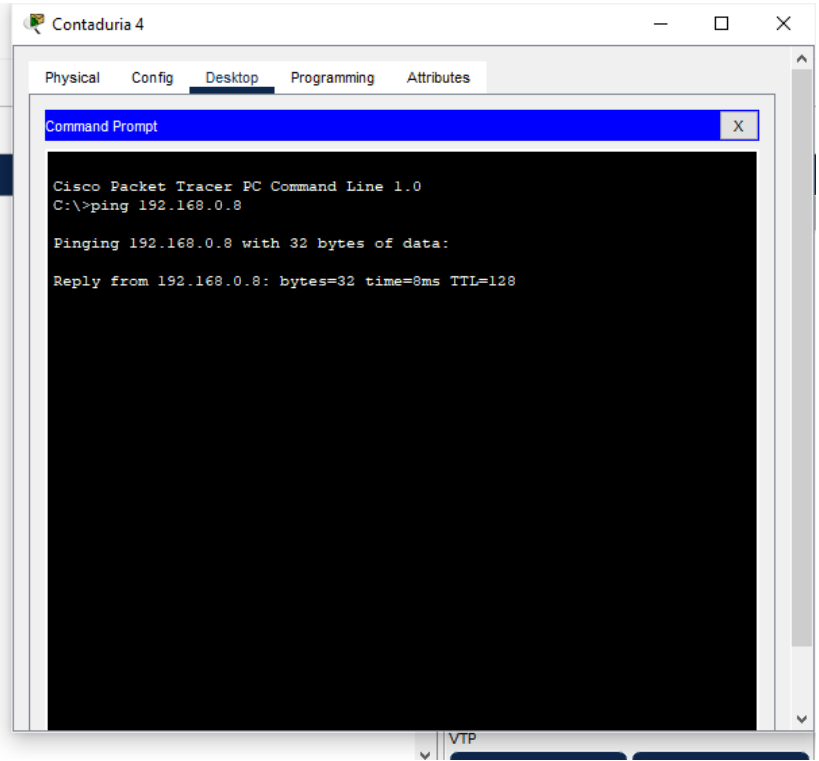 Contaduria 4
Physical Config Desktop Programming Attributes
Command Prompt
X
Cisco Packet Tracer PC Command Line 1.0
C:\>ping 192.168.0.8
Pinging 192.168.0.8 with 32 bytes of data:
Reply from 192.168.0.8: bytes=32 time=8ms TTL=128
VTP